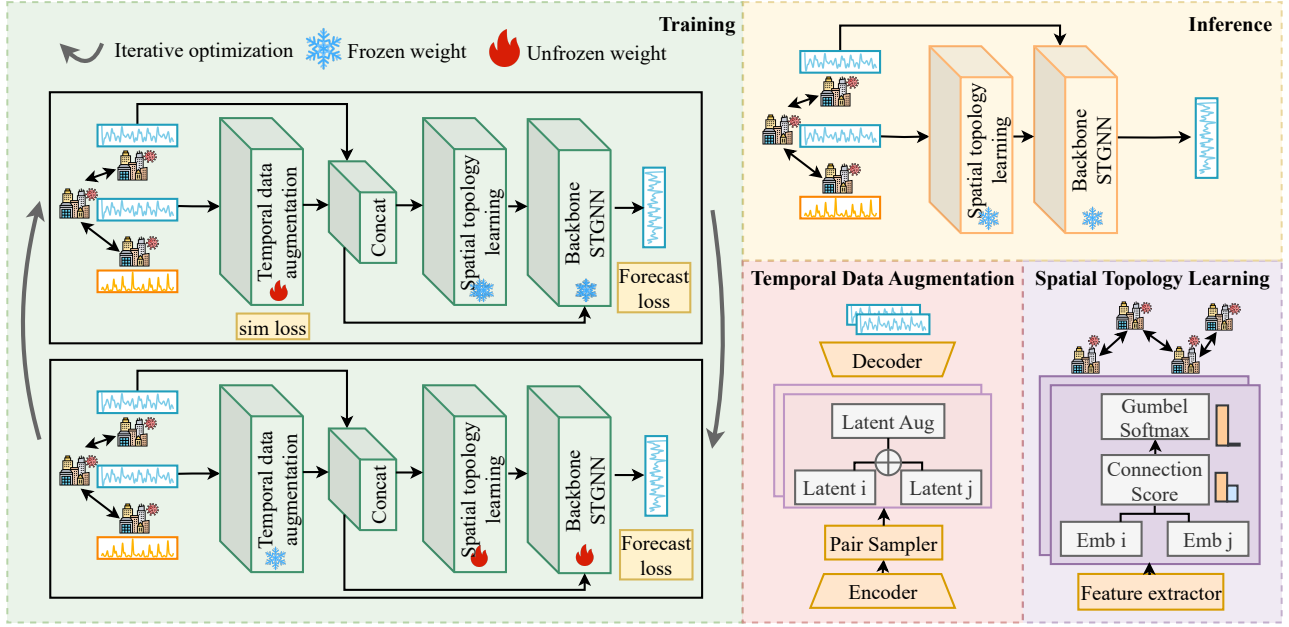 Training
Iterative optimization
Frozen weight
Unfrozen weight
Temporal data
augmentation
Concat
Spatial topology
learning
Backbone
STGNN
Forecast
loss
sim loss
Temporal data
augmentation
Concat
Spatial topology
learning
Backbone
STGNN
Forecast
loss
Inference
Spatial topology
learning
Backbone
STGNN
Temporal Data Augmentation
Decoder
Latent Aug
Latent i
Latent j
Pair Sampler
Encoder
Spatial Topology Learning
Gumbel
Softmax
Connection
Score
Emb i
Emb j
Feature extractor